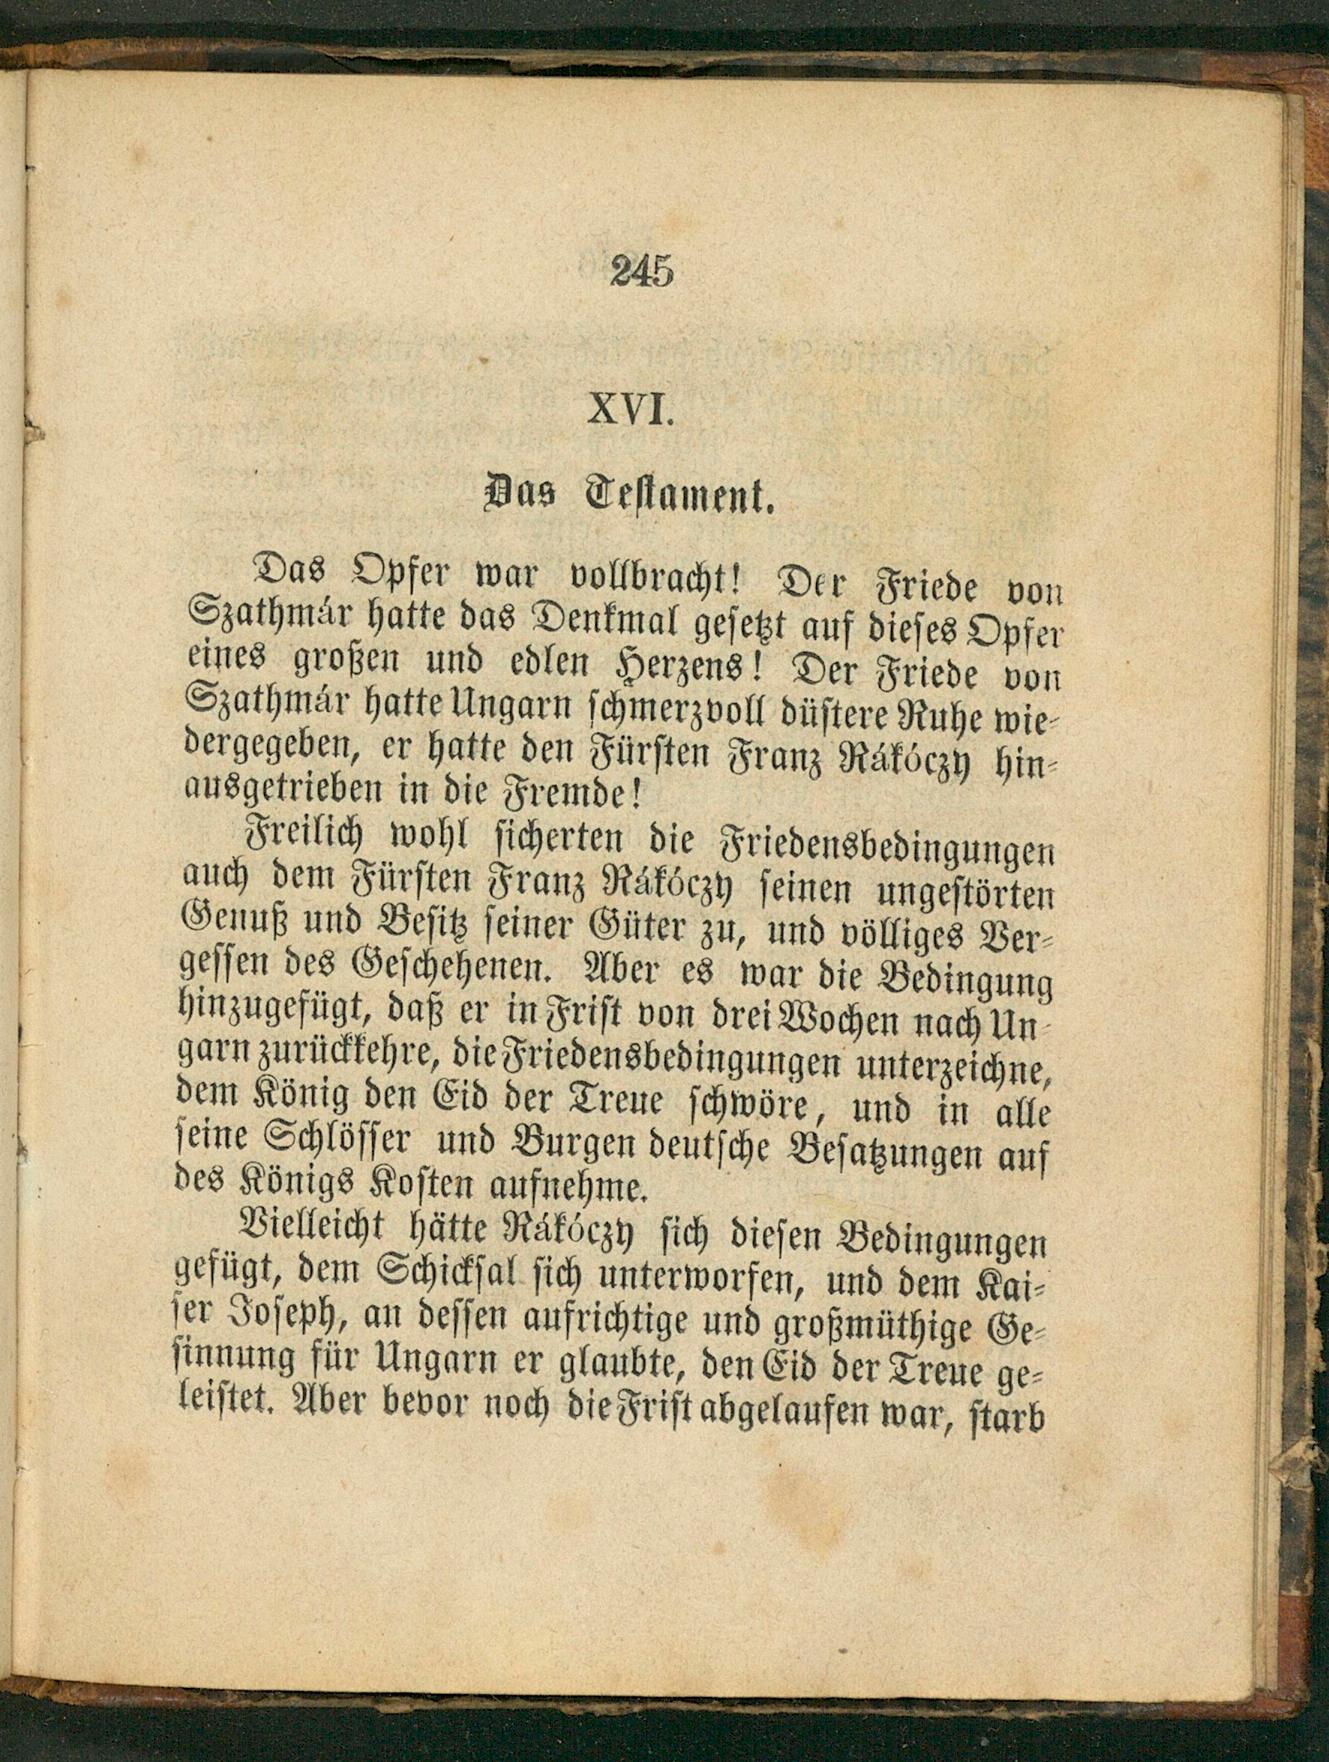 245
XVI.
Das Testament.
Das Opfer war vollbracht! Der Friede von
Szathmár hatte das Denkmal gesetzt auf dieses Opfer
eines großen und edlen Herzens! Der Friede von
Szathmár hatte Ungarn schmerzvoll düstere Ruhe wie-
dergegeben, er hatte den Fürsten Franz Rákóczy hin-
ausgetrieben in die Fremde!
Freilich wohl sicherten die Friedensbedingungen
auch dem Fürsten Franz Rákóczy seinen ungestörten
Genuß und Besitz seiner Güter zu, und völliges Ver-
gessen des Geschehenen. Aber es war die Bedingung
hinzugefügt, daß er in Frist von drei Wochen nach Un-
garn zurückkehre, die Friedensbedingungen unterzeichne,
dem König den Eid der Treue schwöre, und in alle
seine Schlösser und Burgen deutsche Besatzungen auf
des Königs Kosten aufnehme.
Vielleicht hätte Rákóczy sich diesen Bedingungen
gefügt, dem Schicksal sich unterworfen, und dem Kai-
ser Joseph, an dessen aufrichtige und großmüthige Ge-
sinnung für Ungarn er glaubte, den Eid der Treue ge-
leistet. Aber bevor noch die Frist abgelaufen war, starb